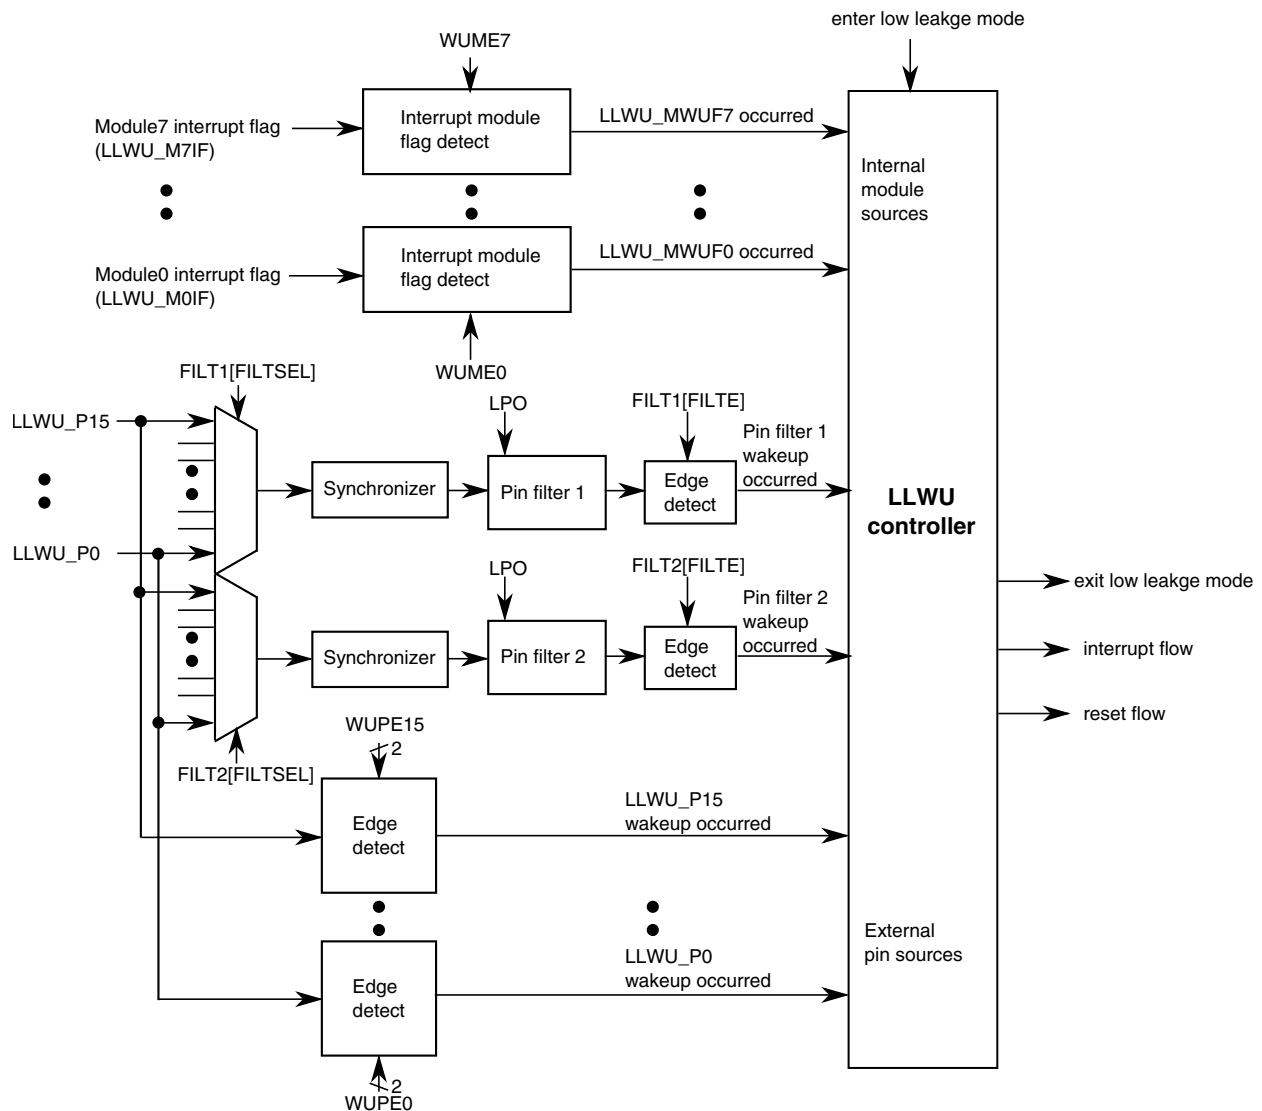 enter low leakge mode
WUME7
Module7 interrupt flag
(LLWU_M7IF)
Interrupt module
flag detect
LLWU_MWUF7 occurred
Internal
module
sources
Module0 interrupt flag
(LLWU_M0IF)
Interrupt module
flag detect
LLWU_MWUF0 occurred
WUME0
FILT1[FILTSEL]
LLWU_P15
LLWU_P0
Synchronizer
LPO
Pin filter 1
FILT1[FILTE]
Edge
detect
Pin filter 1
wakeup
occurred
LLWU
controller
Synchronizer
LPO
Pin filter 2
FILT2[FILTE]
Edge
detect
Pin filter 2
wakeup
occurred
exit low leakge mode
interrupt flow
reset flow
FILT2[FILTSEL]
WUPE15
2
Edge
detect
LLWU_P15
wakeup occurred
External
pin sources
Edge
detect
LLWU_P0
wakeup occurred
2
WUPE0